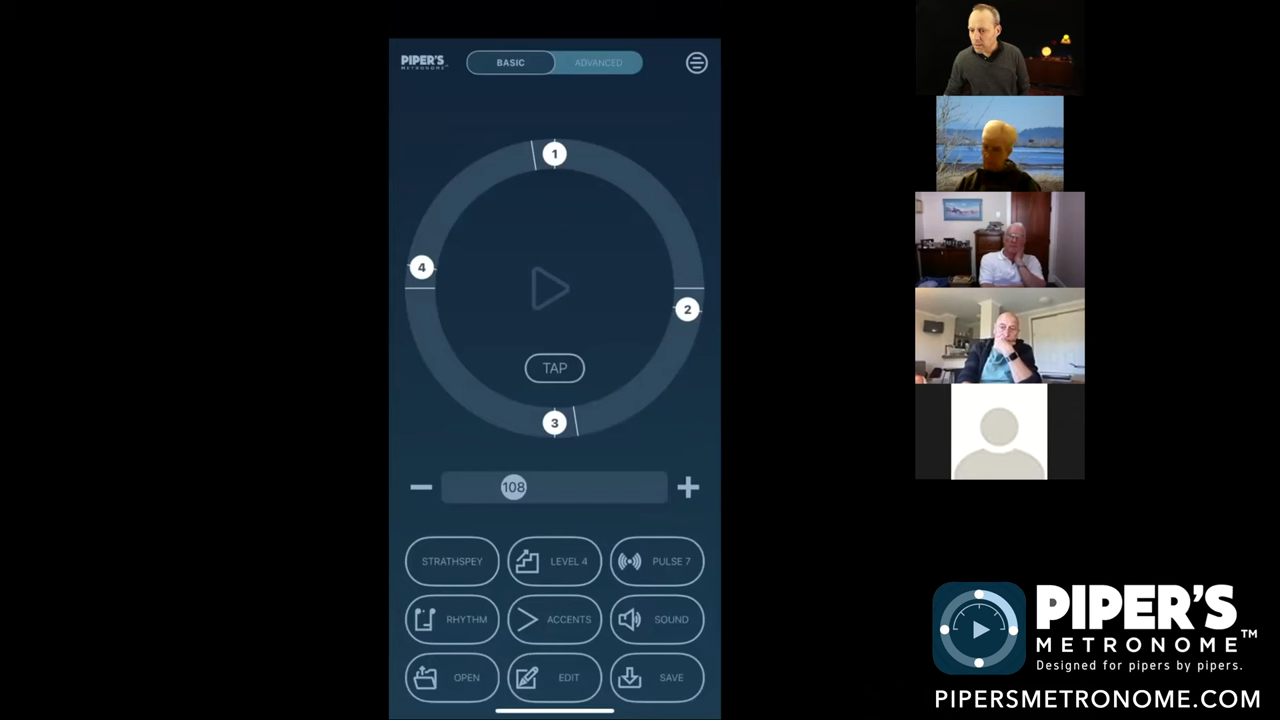 PIPER'S
METRONOME
BASIC
ADVANCED
1
4
2
TAP
3
108
STRATHSPEY
LEVEL 4
PULSE 7
RHYTHM
ACCENTS
SOUND
OPEN
EDIT
SAVE
PIPER'S
METRONOME™
Designed for pipers by pipers.
PIPERSMETRONOME.COM